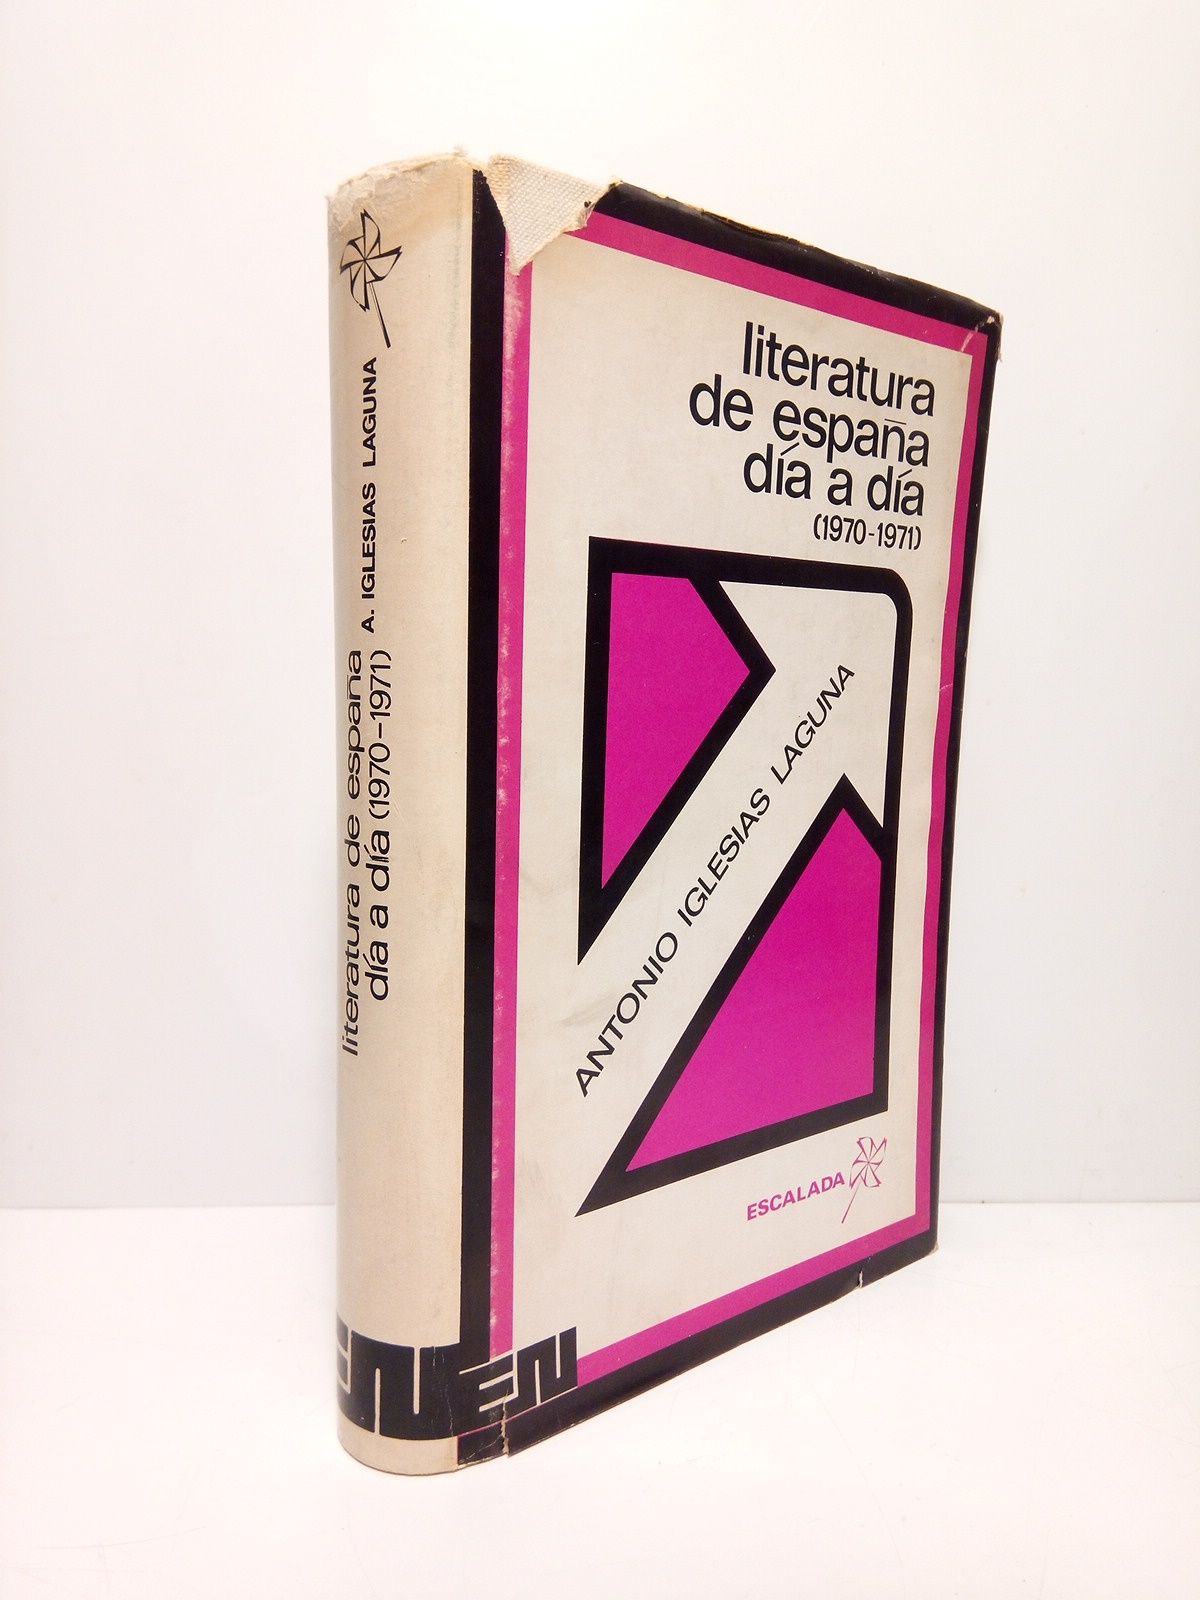 literatura
de españa
día a día
(1970-1971)
ANTONIO IGLESIAS LAGUNA
ESCALADA
literatura de españa
día a día (1970-1971)
A. IGLESIAS LAGUNA